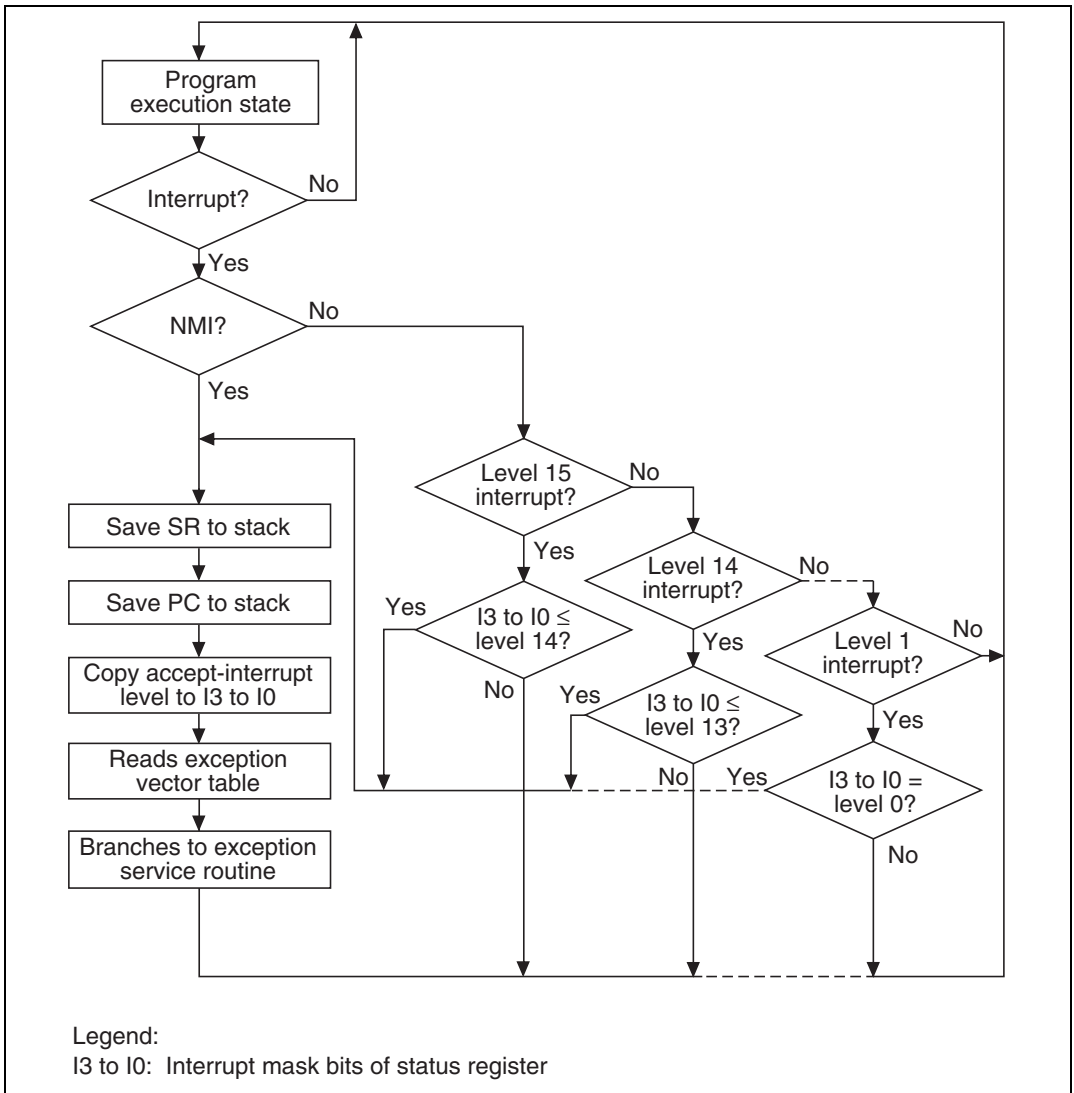 Program
execution state
Interrupt?
No
Yes
NMI?
No
Yes
Level 15
interrupt?
No
Yes
Level 14
interrupt?
No
Yes
Level 1
interrupt?
No
Yes
I3 to I0 ≤
level 14?
Yes
No
I3 to I0 ≤
level 13?
Yes
No
I3 to I0 =
level 0?
Yes
No
Save SR to stack
Save PC to stack
Copy accept-interrupt
level to I3 to I0
Reads exception
vector table
Branches to exception
service routine
Legend:
I3 to I0: Interrupt mask bits of status register